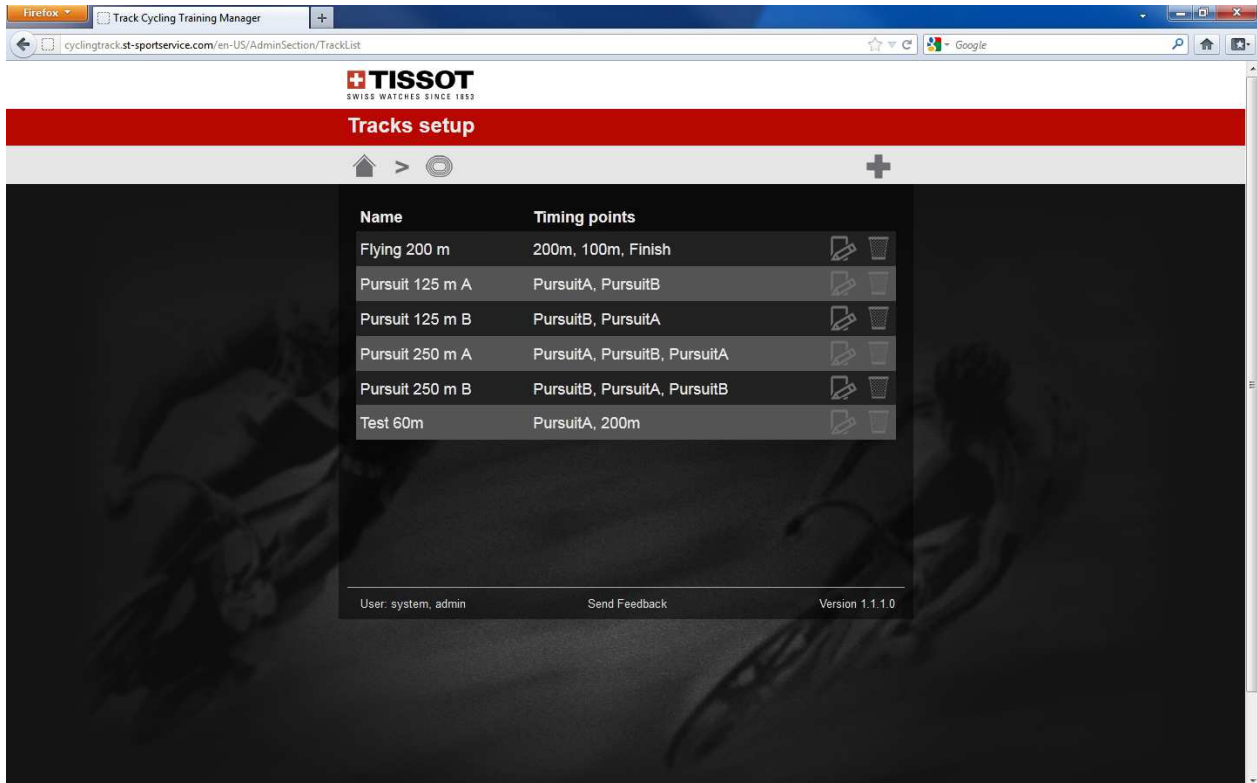 Firefox
Track Cycling Training Manager
cyclingtrack.st-sportservice.com/en-US/AdminSection/TrackList
Google
TISSOT
SWISS WATCHES SINCE 1853
Tracks setup
>
Name Timing points
Flying 200 m 200m, 100m, Finish
Pursuit 125 m A PursuitA, PursuitB
Pursuit 125 m B PursuitB, PursuitA
Pursuit 250 m A PursuitA, PursuitB, PursuitA
Pursuit 250 m B PursuitB, PursuitA, PursuitB
Test 60m PursuitA, 200m
User: system, admin Send Feedback Version 1.1.1.0